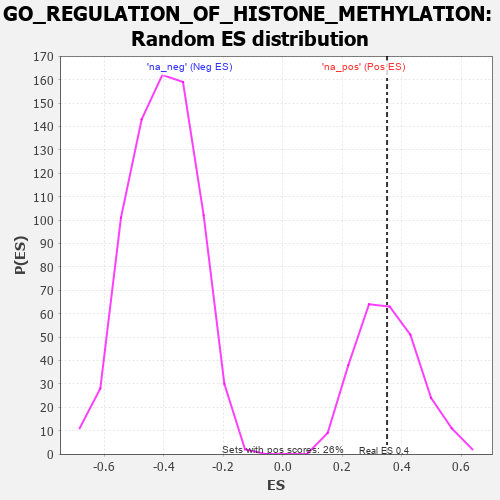 GO_REGULATION_OF_HISTONE_METHYLATION:
Random ES distribution
'na_neg' (Neg ES)
'na_pos' (Pos ES)
170
160
150
140
130
120
110
100
90
80
70
60
50
40
30
20
10
0
P(ES)
Sets with pos scores: 26%
Real ES 0.4
-0.6 -0.4 -0.2 0.0 0.2 0.4 0.6
ES